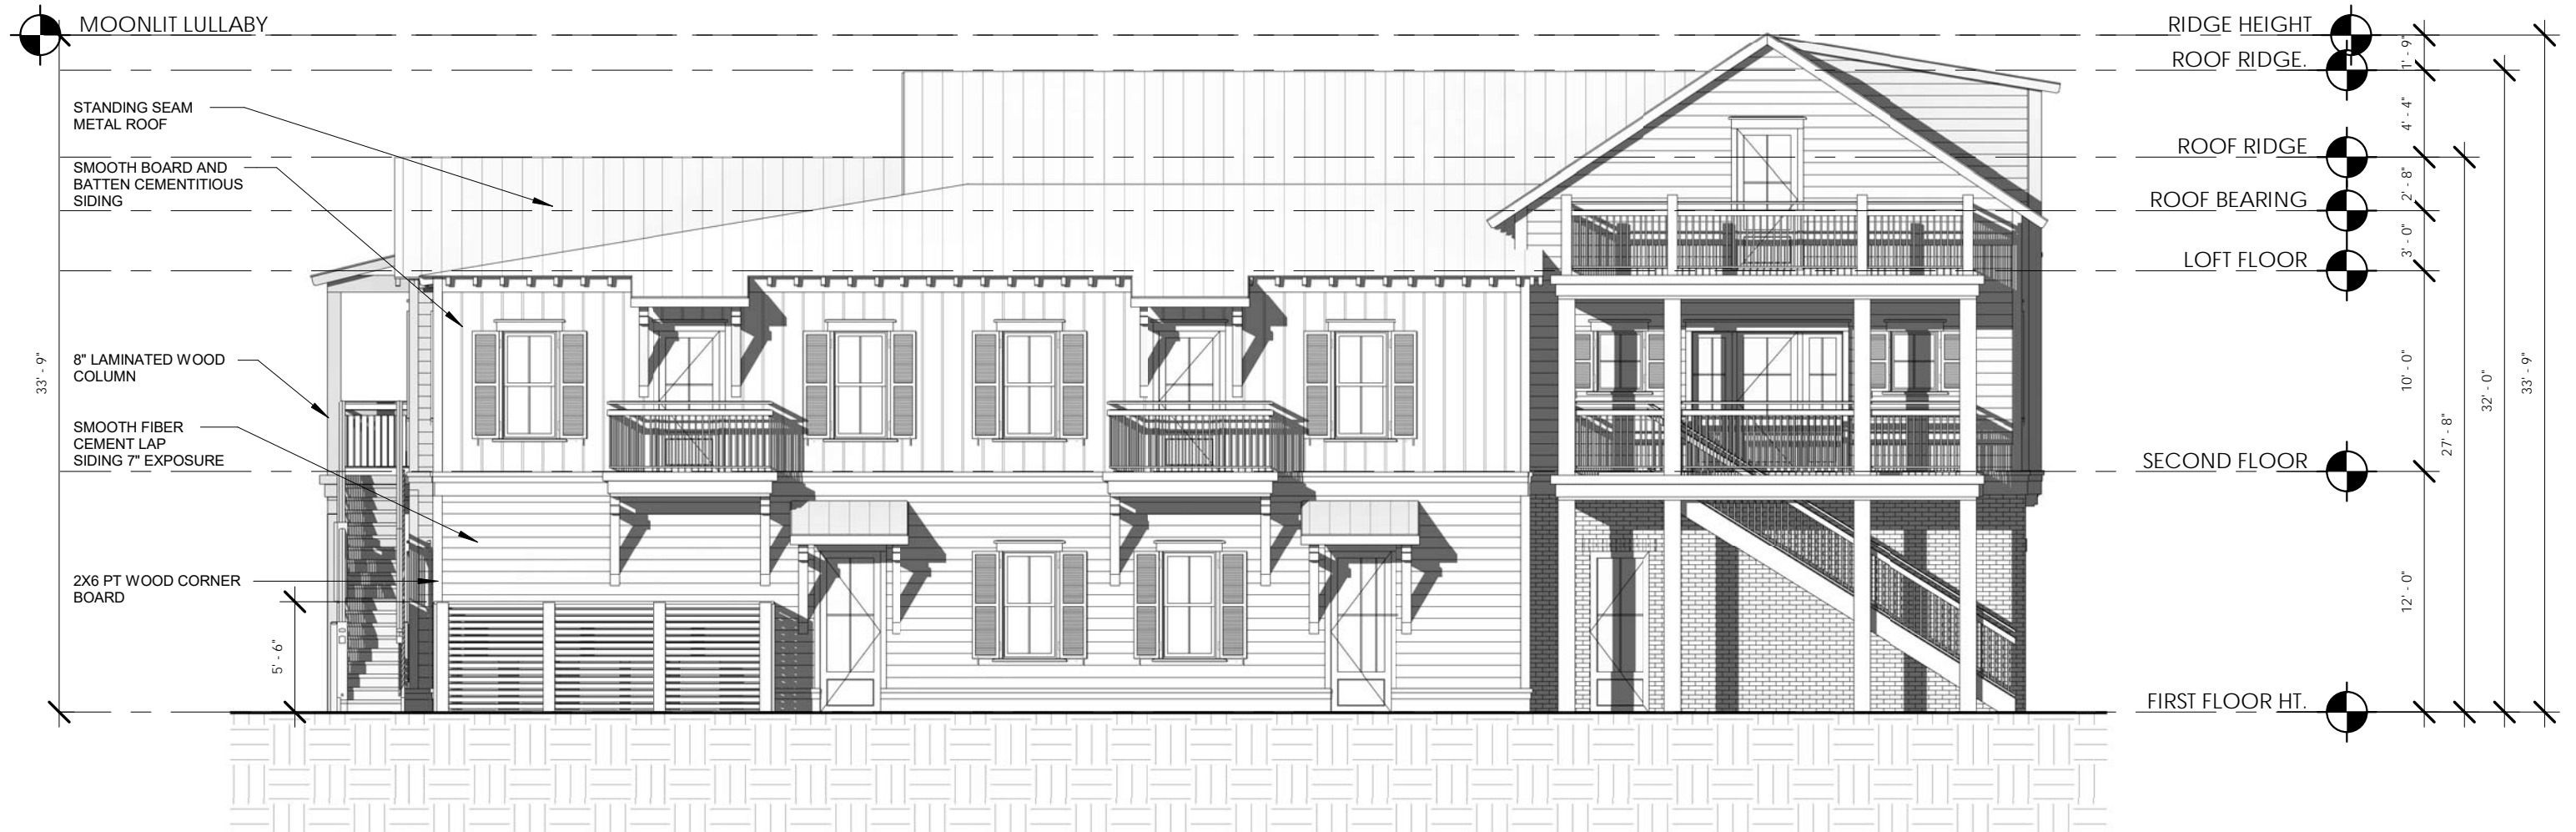 MOONLIT LULLABY
STANDING SEAM
METAL ROOF
SMOOTH BOARD AND
BATTEN CEMENTITIOUS
SIDING
8" LAMINATED WOOD
COLUMN
SMOOTH FIBER
CEMENT LAP
SIDING 7" EXPOSURE
2X6 PT WOOD CORNER
BOARD
33' - 9"
5' - 6"
RIDGE HEIGHT
ROOF RIDGE.
ROOF RIDGE
ROOF BEARING
LOFT FLOOR
SECOND FLOOR
FIRST FLOOR HT.
1' - 9"
4' - 4"
2' - 8"
3' - 0"
10' - 0"
12' - 0"
27' - 8"
32' - 0"
33' - 9"